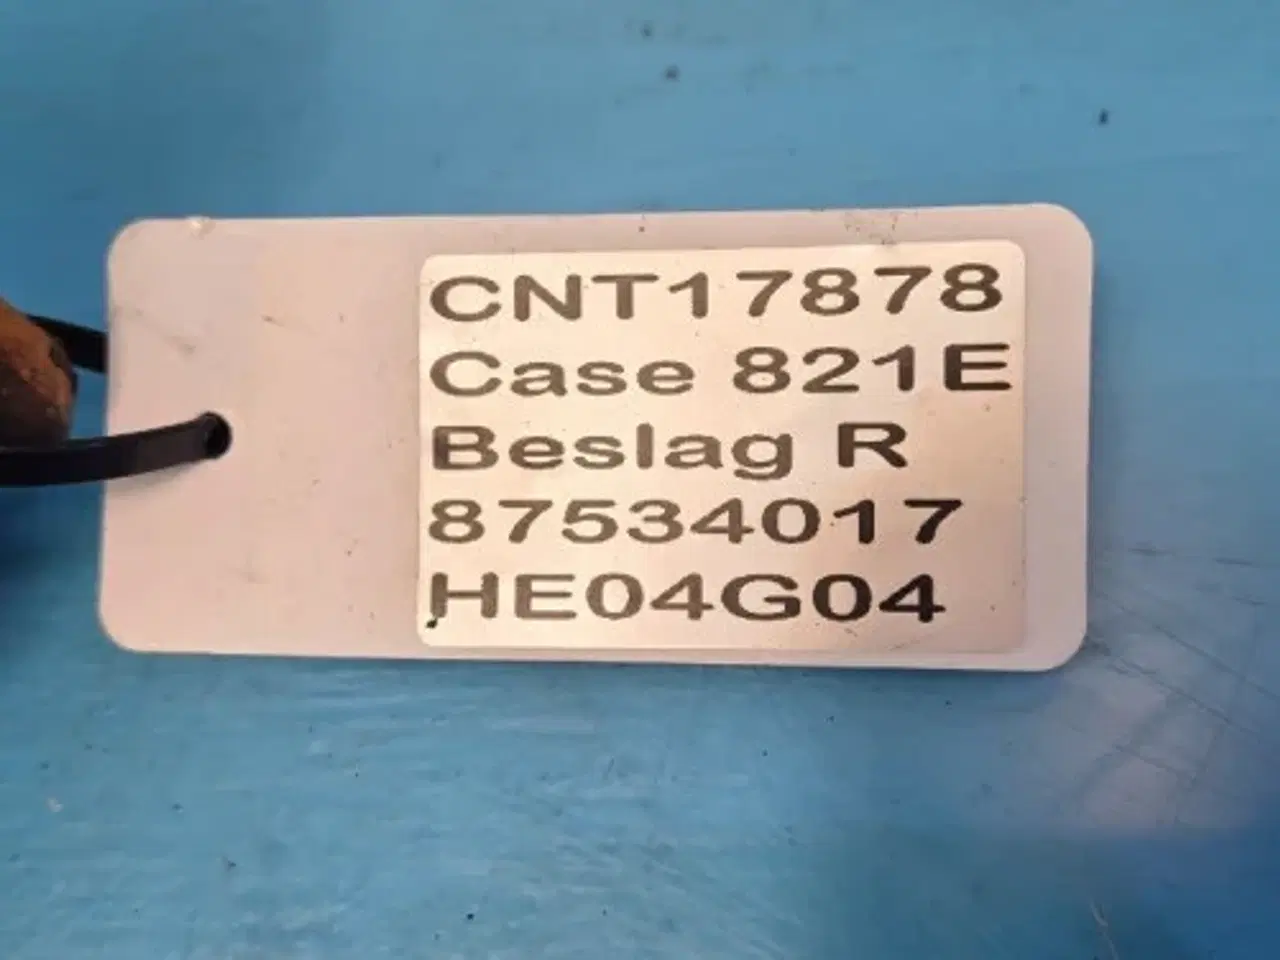 CNT17878
Case 821E
Beslag R
87534017
HE04G04